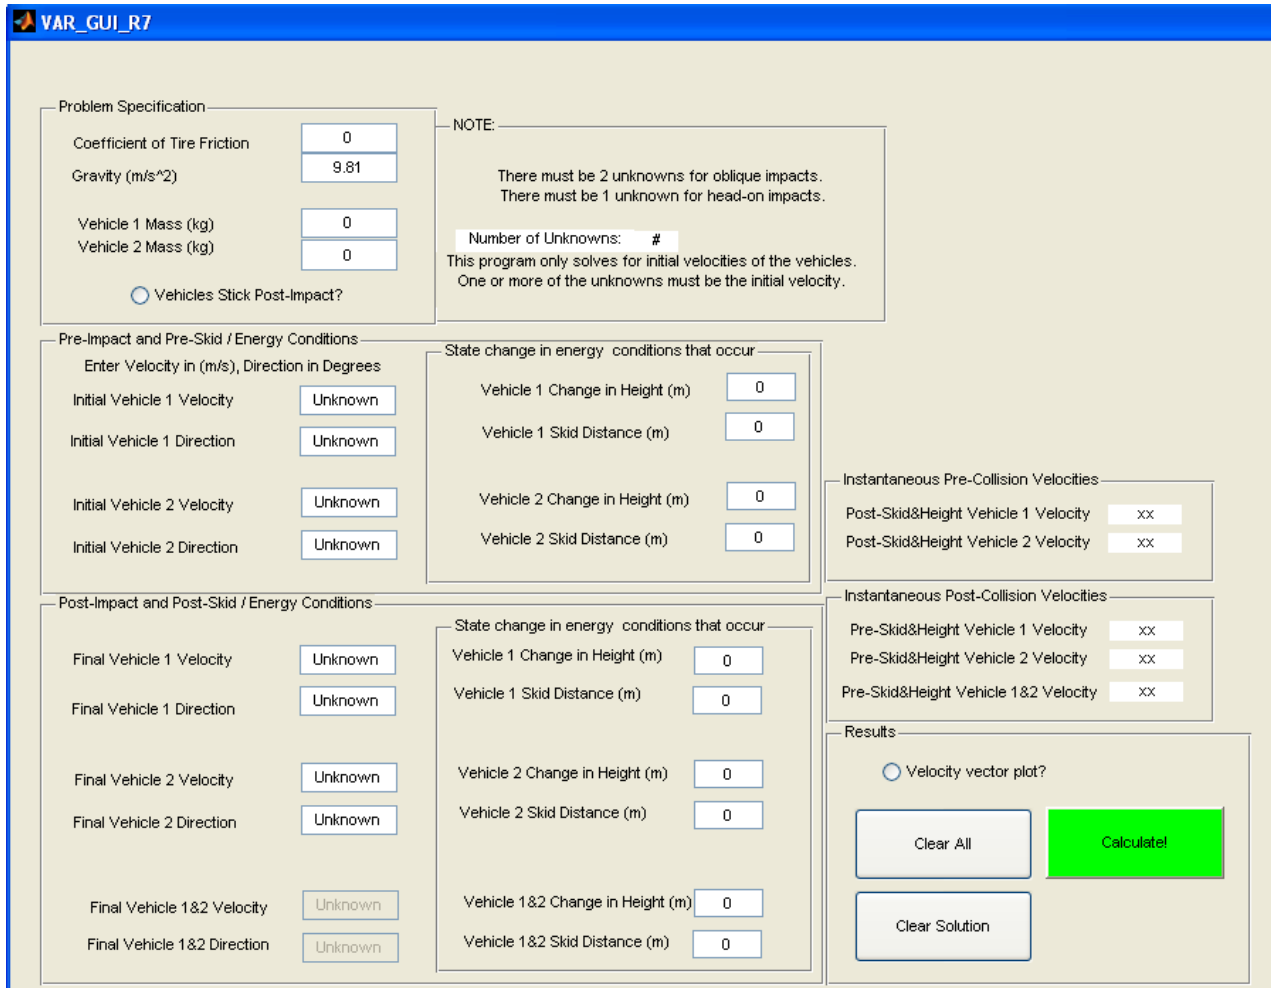 VAR_GUI_R7
Problem Specification
Coefficient of Tire Friction 0
Gravity (m/s^2) 9.81
Vehicle 1 Mass (kg) 0
Vehicle 2 Mass (kg) 0
Vehicles Stick Post-Impact?
NOTE:
There must be 2 unknowns for oblique impacts.
There must be 1 unknown for head-on impacts.
Number of Unknowns: #
This program only solves for initial velocities of the vehicles.
One or more of the unknowns must be the initial velocity.
Pre-Impact and Pre-Skid / Energy Conditions
Enter Velocity in (m/s), Direction in Degrees
Initial Vehicle 1 Velocity Unknown
Initial Vehicle 1 Direction Unknown
Initial Vehicle 2 Velocity Unknown
Initial Vehicle 2 Direction Unknown
State change in energy conditions that occur
Vehicle 1 Change in Height (m) 0
Vehicle 1 Skid Distance (m) 0
Vehicle 2 Change in Height (m) 0
Vehicle 2 Skid Distance (m) 0
Instantaneous Pre-Collision Velocities
Post-Skid&Height Vehicle 1 Velocity xx
Post-Skid&Height Vehicle 2 Velocity xx
Post-Impact and Post-Skid / Energy Conditions
Final Vehicle 1 Velocity Unknown
Final Vehicle 1 Direction Unknown
Final Vehicle 2 Velocity Unknown
Final Vehicle 2 Direction Unknown
Final Vehicle 1&2 Velocity Unknown
Final Vehicle 1&2 Direction Unknown
State change in energy conditions that occur
Vehicle 1 Change in Height (m) 0
Vehicle 1 Skid Distance (m) 0
Vehicle 2 Change in Height (m) 0
Vehicle 2 Skid Distance (m) 0
Vehicle 1&2 Change in Height (m) 0
Vehicle 1&2 Skid Distance (m) 0
Instantaneous Post-Collision Velocities
Pre-Skid&Height Vehicle 1 Velocity xx
Pre-Skid&Height Vehicle 2 Velocity xx
Pre-Skid&Height Vehicle 1&2 Velocity xx
Results
Velocity vector plot?
Clear All
Calculate!
Clear Solution